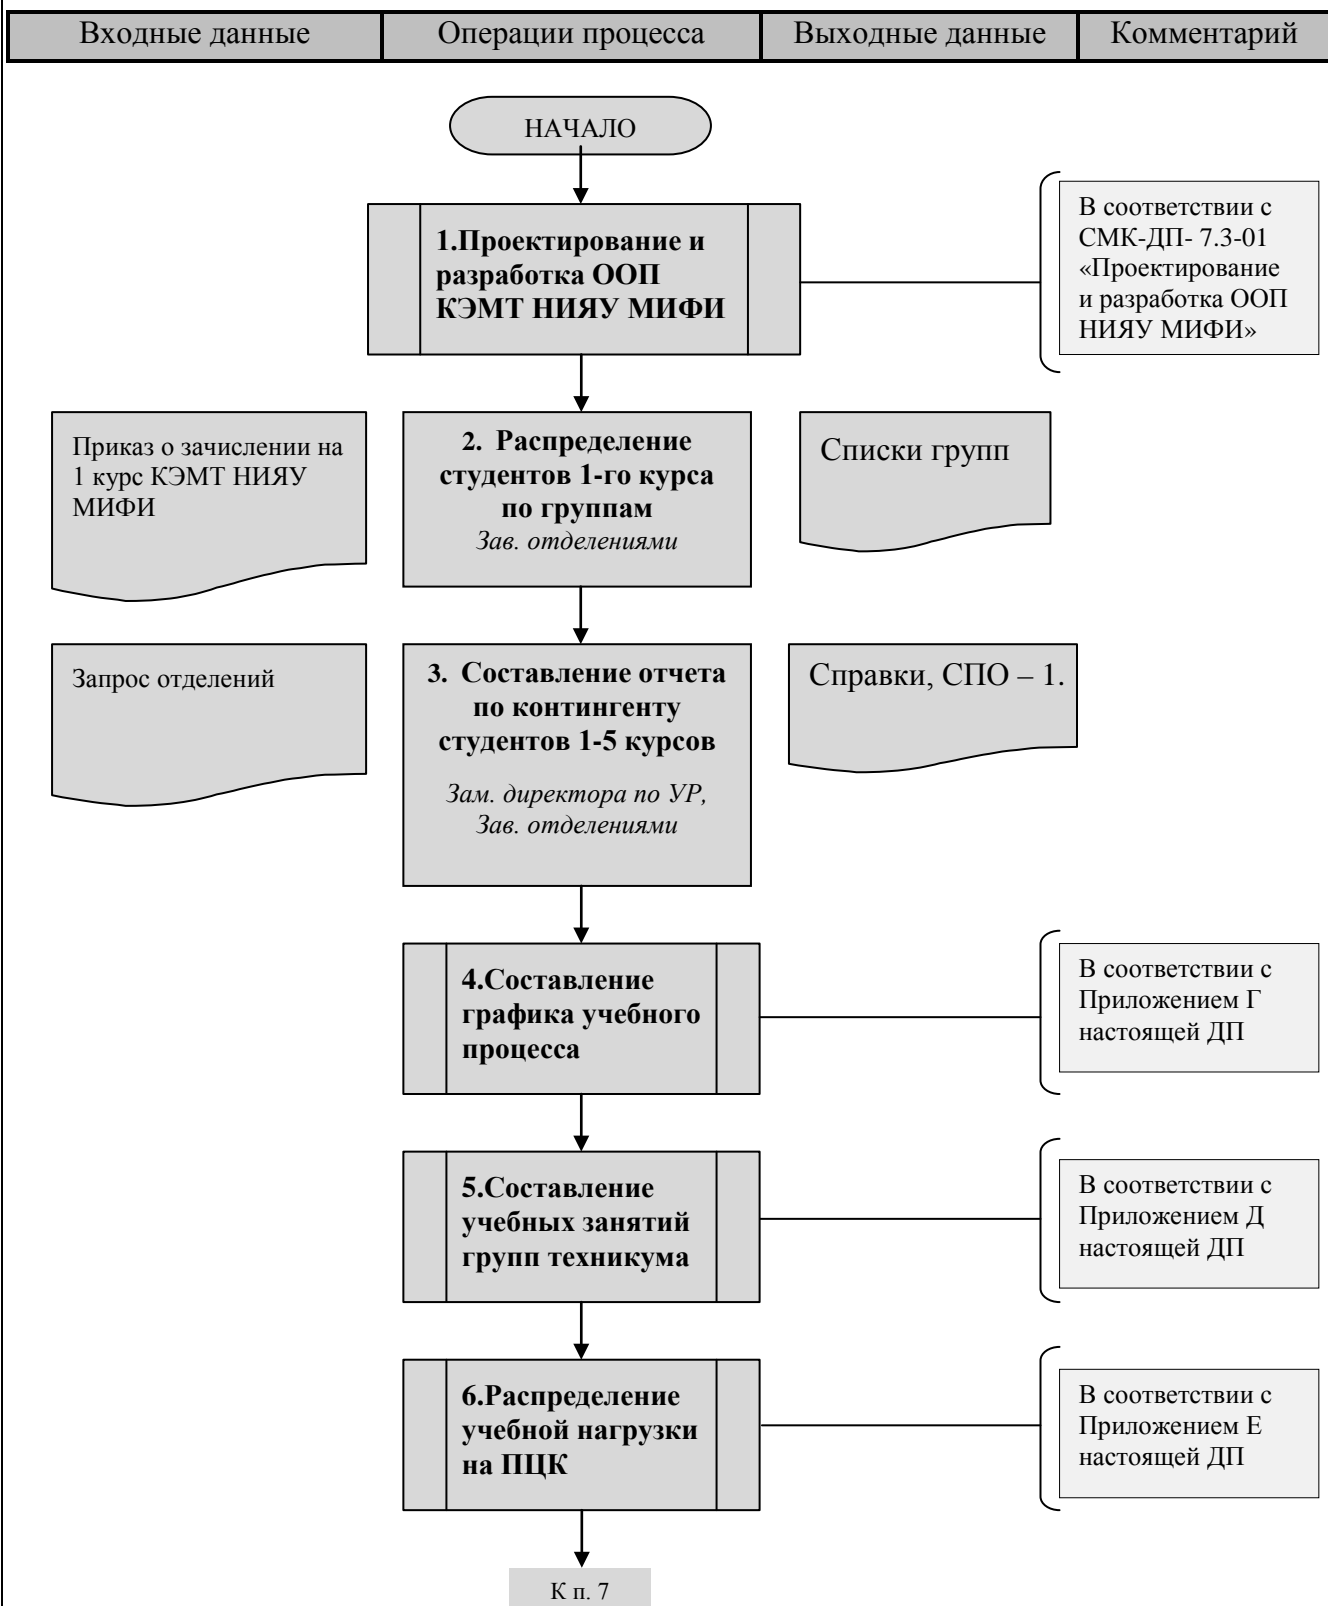 Входные данные
Операции процесса
Выходные данные
Комментарий
НАЧАЛО
1.Проектирование и
разработка ООП
КЭМТ НИЯУ МИФИ
В соответствии с
СМК-ДП- 7.3-01
«Проектирование
и разработка ООП
НИЯУ МИФИ»
Приказ о зачислении на
1 курс КЭМТ НИЯУ
МИФИ
2. Распределение
студентов 1-го курса
по группам
Зав. отделениями
Списки групп
Запрос отделений
3. Составление отчета
по контингенту
студентов 1-5 курсов
Зам. директора по УР,
Зав. отделениями
Справки, СПО – 1.
4.Составление
графика учебного
процесса
В соответствии с
Приложением Г
настоящей ДП
5.Составление
учебных занятий
групп техникума
В соответствии с
Приложением Д
настоящей ДП
6.Распределение
учебной нагрузки
на ПЦК
В соответствии с
Приложением Е
настоящей ДП
К п. 7